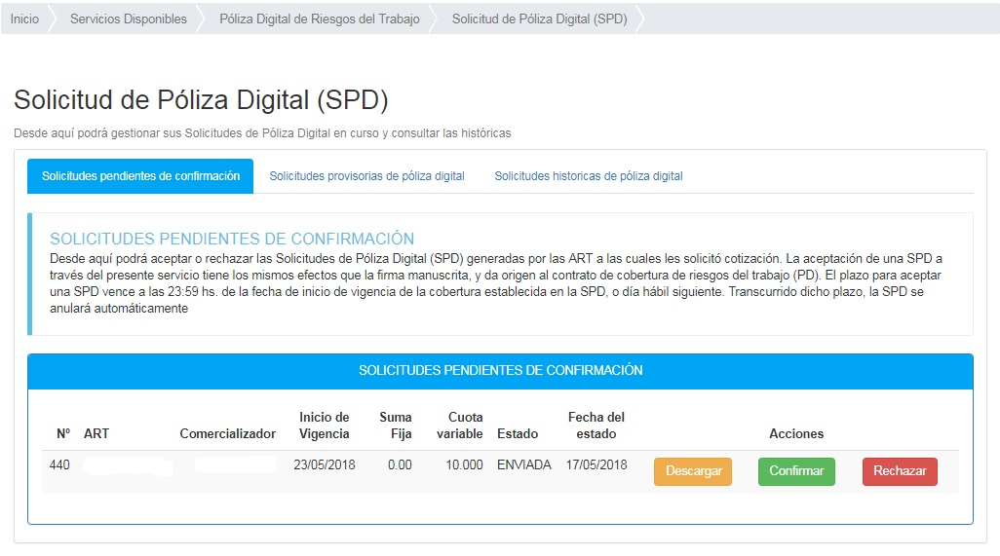 Inicio Servicios Disponibles Póliza Digital de Riesgos del Trabajo Solicitud de Póliza Digital (SPD)
Solicitud de Póliza Digital (SPD)
Desde aquí podrá gestionar sus Solicitudes de Póliza Digital en curso y consultar las históricas
Solicitudes pendientes de confirmación Solicitudes provisorias de póliza digital Solicitudes historicas de póliza digital
SOLICITUDES PENDIENTES DE CONFIRMACIÓN
Desde aquí podrá aceptar o rechazar las Solicitudes de Póliza Digital (SPD) generadas por las ART a las cuales les solicitó cotización. La aceptación de una SPD a
través del presente servicio tiene los mismos efectos que la firma manuscrita, y da origen al contrato de cobertura de riesgos del trabajo (PD). El plazo para aceptar
una SPD vence a las 23:59 hs. de la fecha de inicio de vigencia de la cobertura establecida en la SPD, o día hábil siguiente. Transcurrido dicho plazo, la SPD se
anulará automáticamente
SOLICITUDES PENDIENTES DE CONFIRMACIÓN
Inicio de Suma Cuota Fecha del
Nº ART Comercializador Vigencia Fija variable Estado estado Acciones
440 23/05/2018 0.00 10.000 ENVIADA 17/05/2018 Descargar Confirmar Rechazar